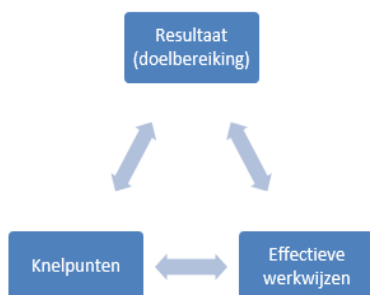 Resultaat
(doelbereiking)
Knelpunten
Effectieve
werkwijzen